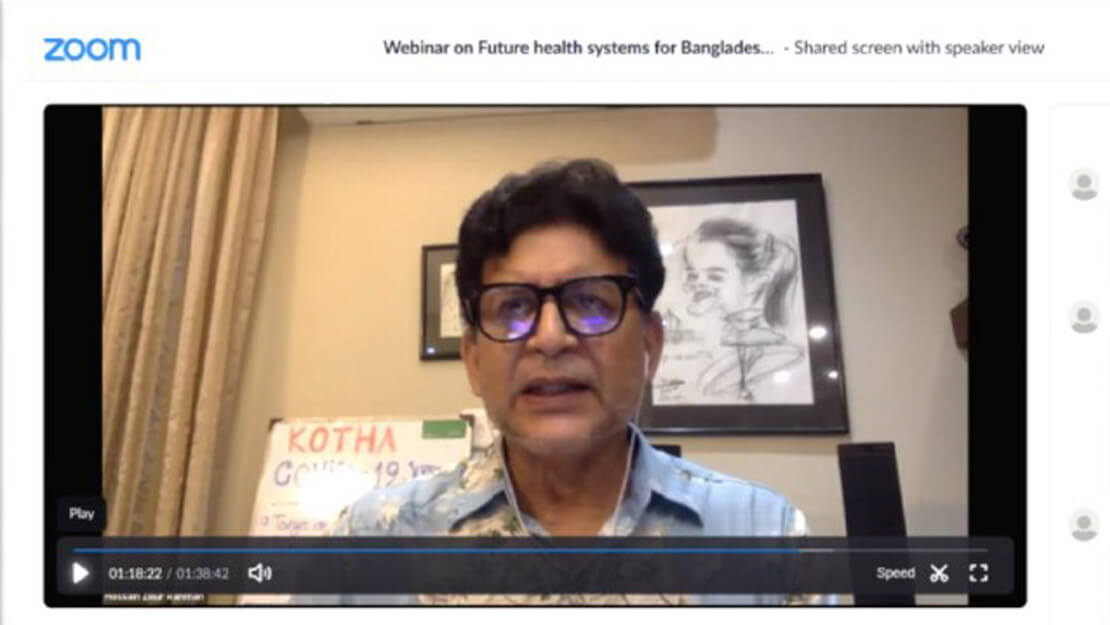 zoom
Webinar on Future health systems for Banglades... - Shared screen with speaker view
KOTHA
COVID-19
Play
01:18:22 / 01:38:42
Speed